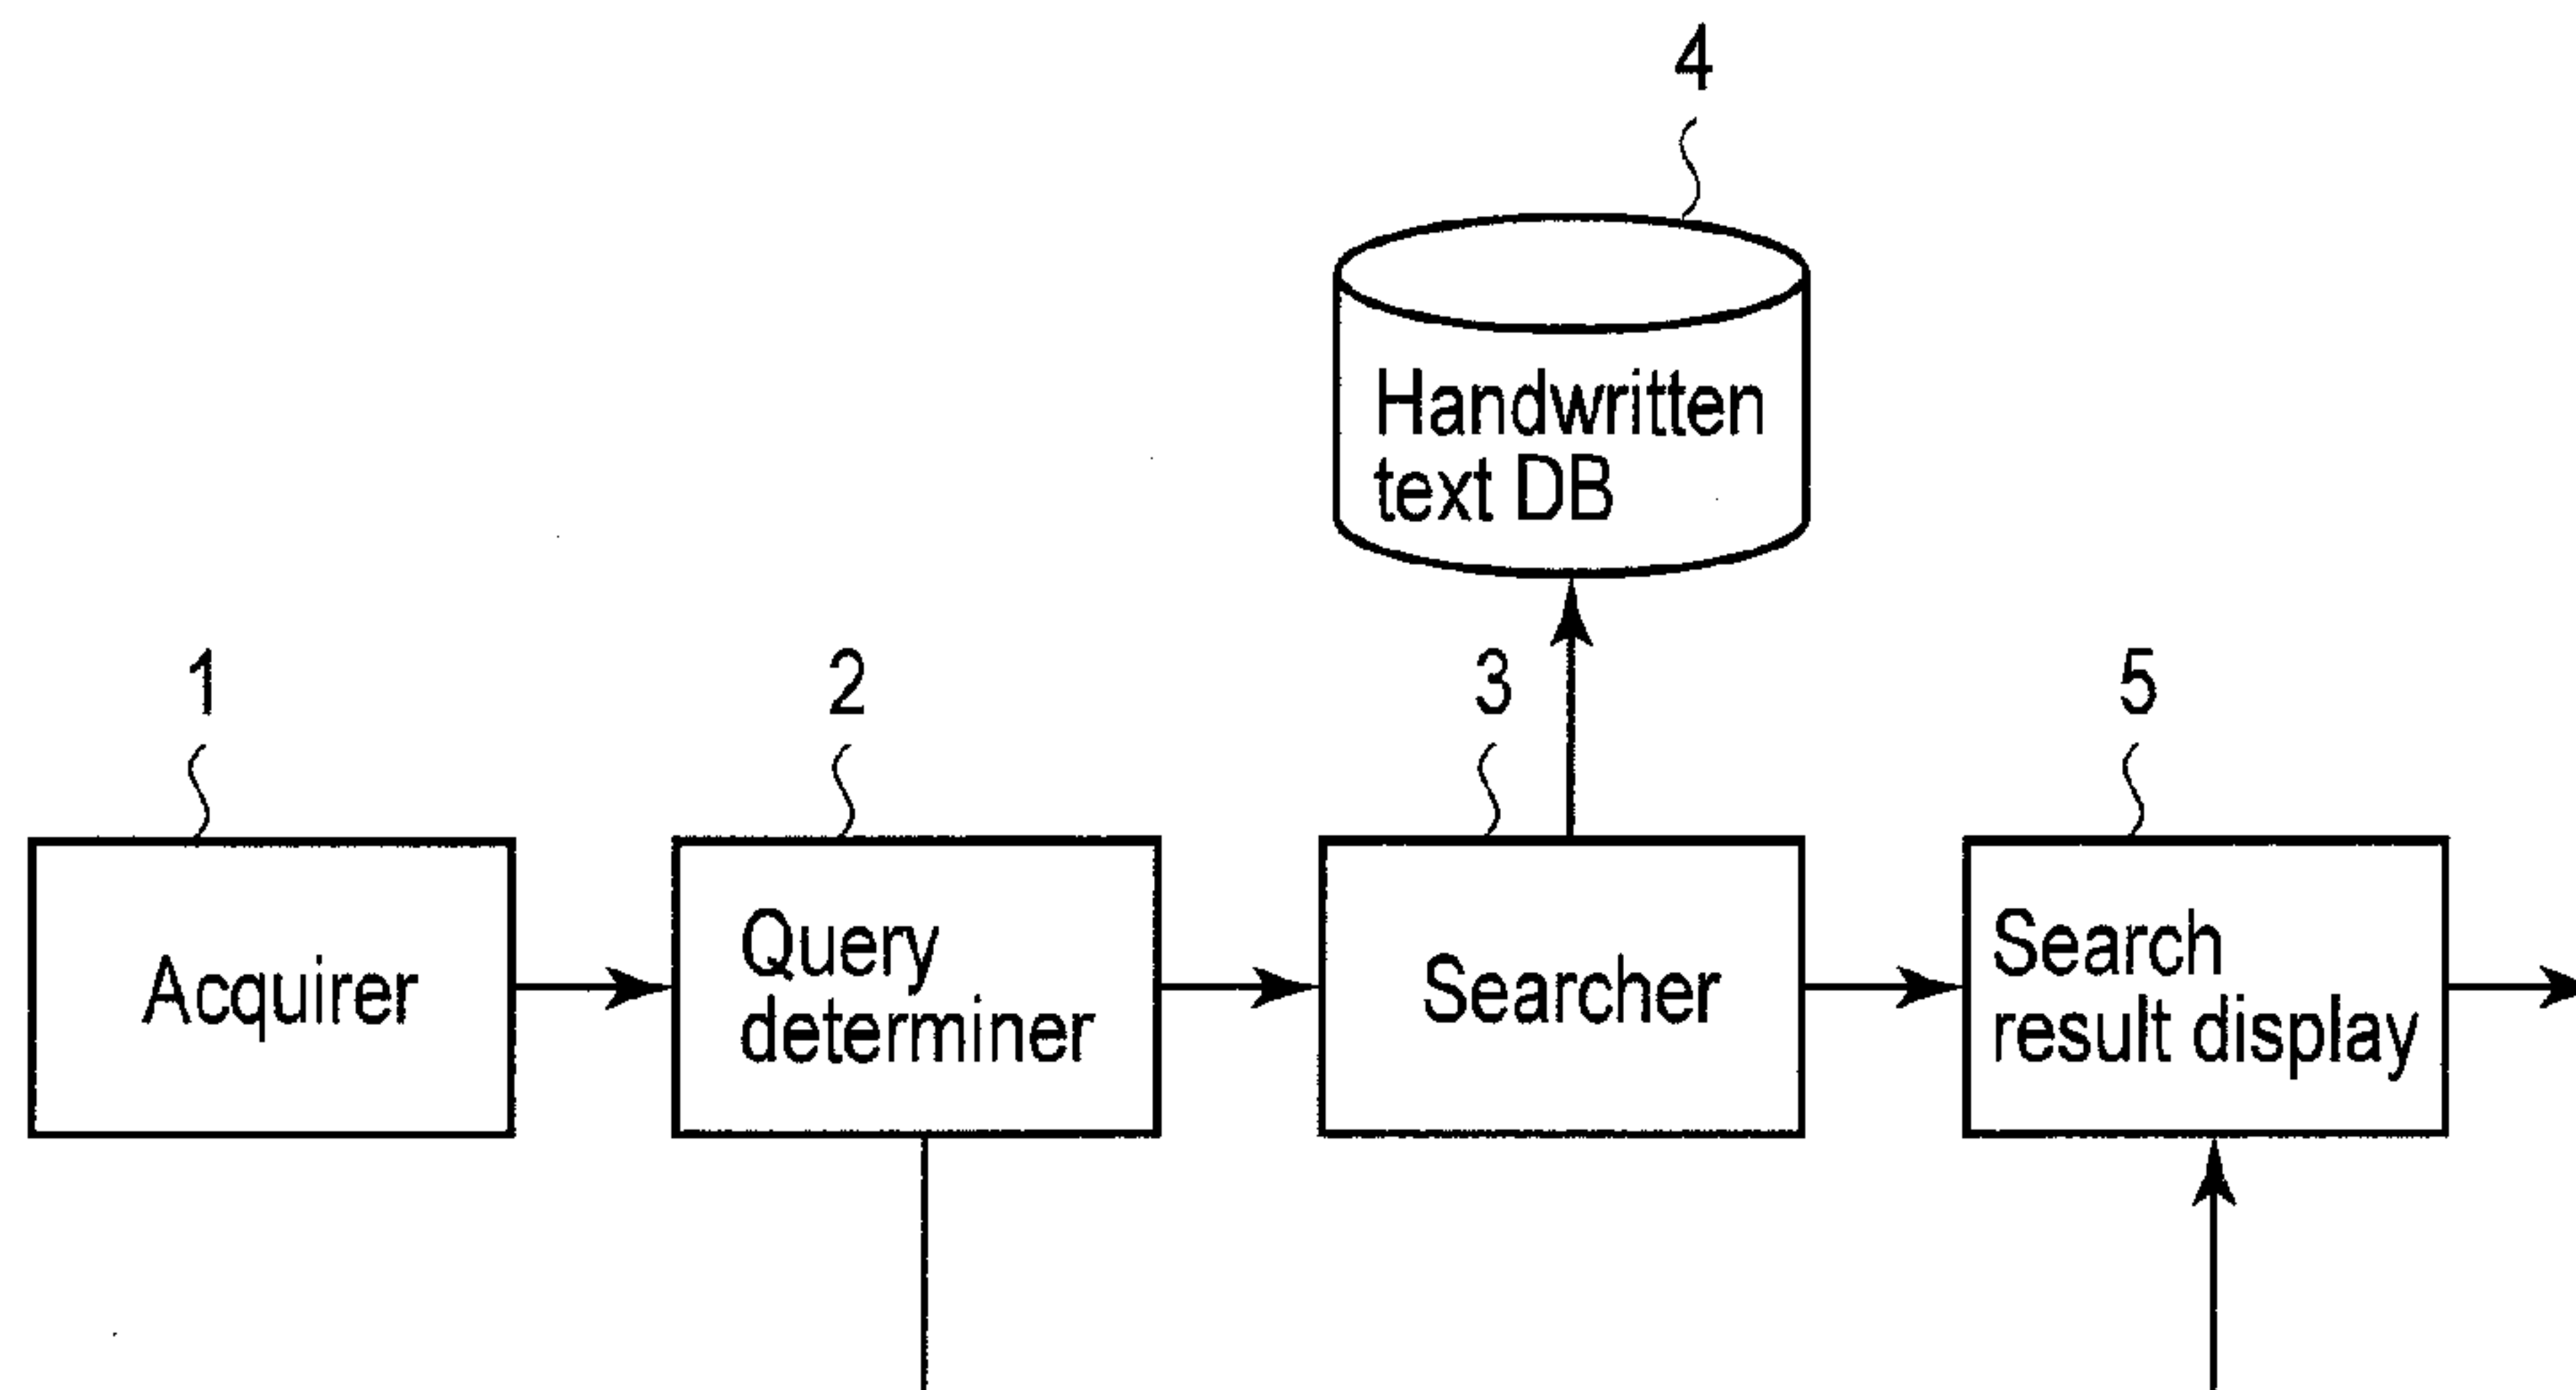 4
Handwritten
text DB
1
2
3
5
Acquirer
Query
determiner
Searcher
Search
result display